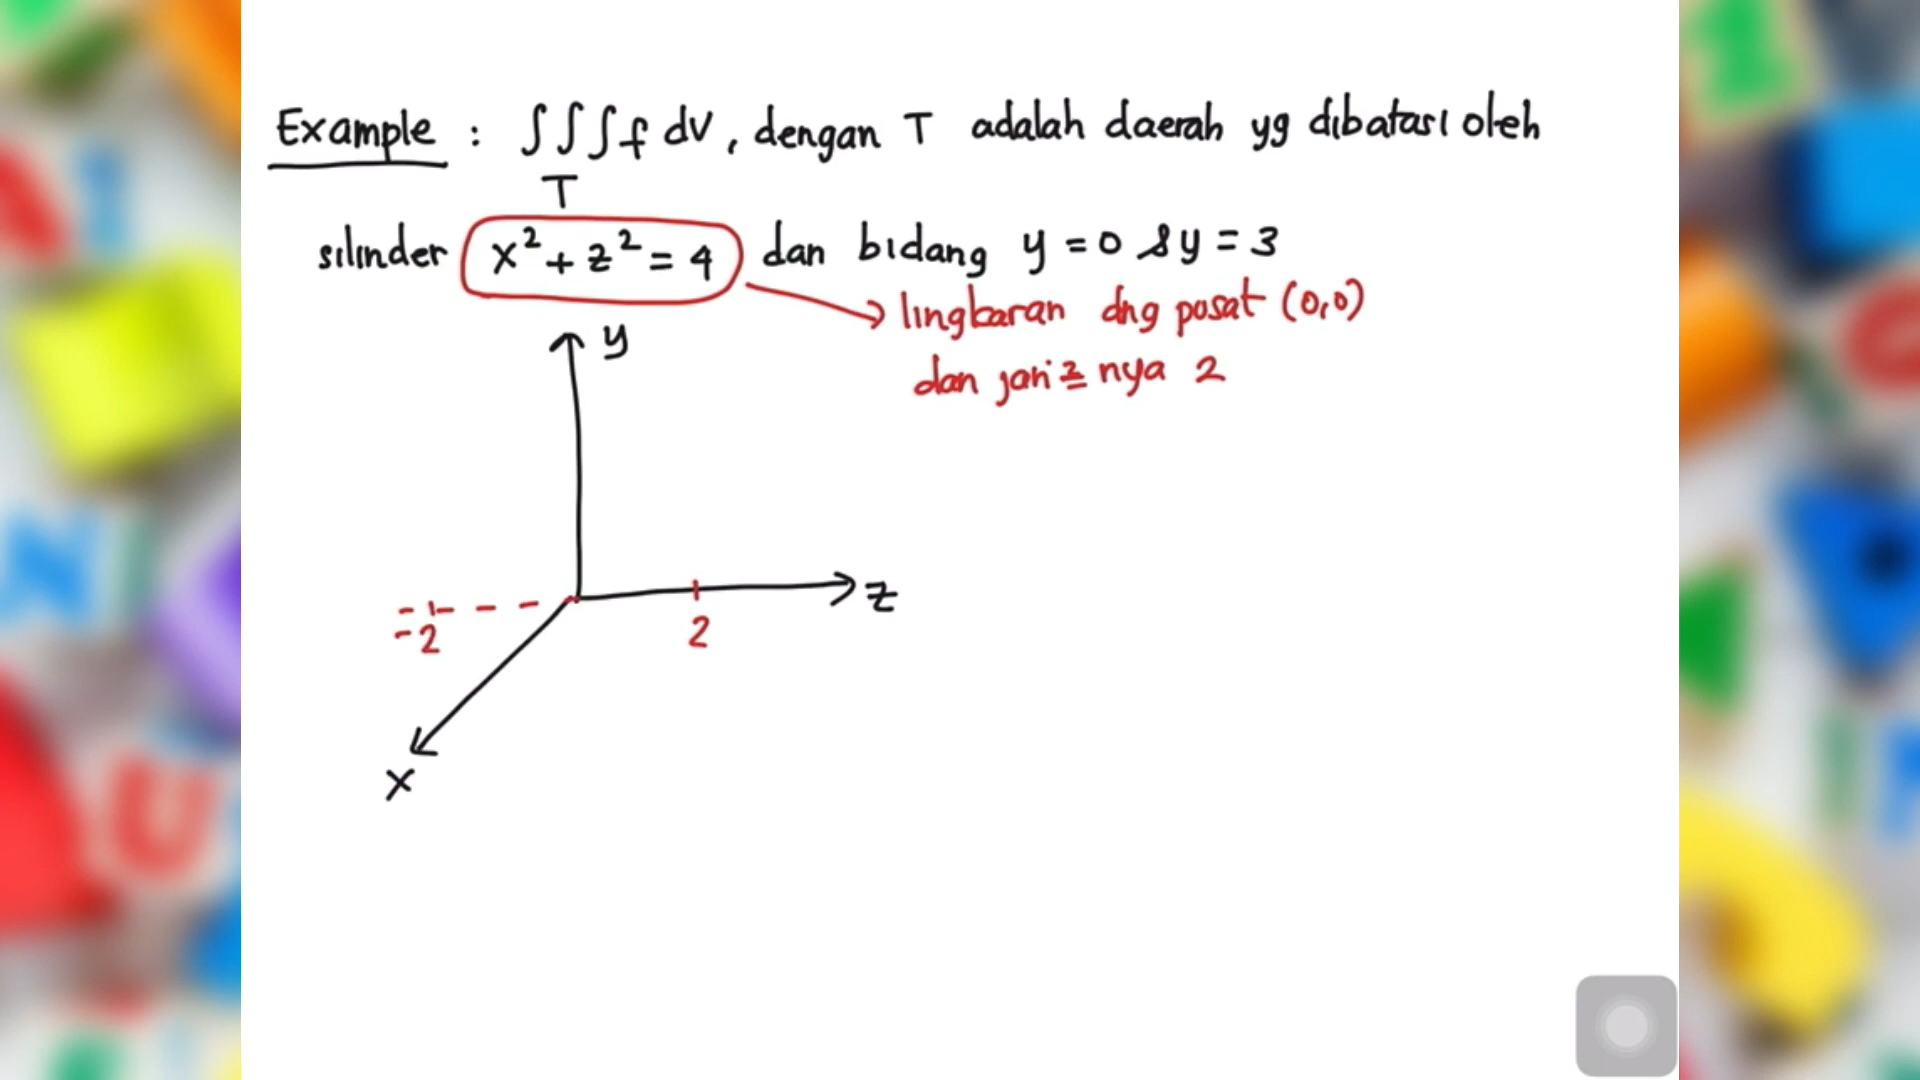 Example : ∫∫∫ f dV, dengan T adalah daerah yg dibatasi oleh
T
silinder x² + z² = 4 dan bidang y = 0 & y = 3
lingkaran dng pusat (0,0)
dan jari² nya 2
y
z
-2
2
x